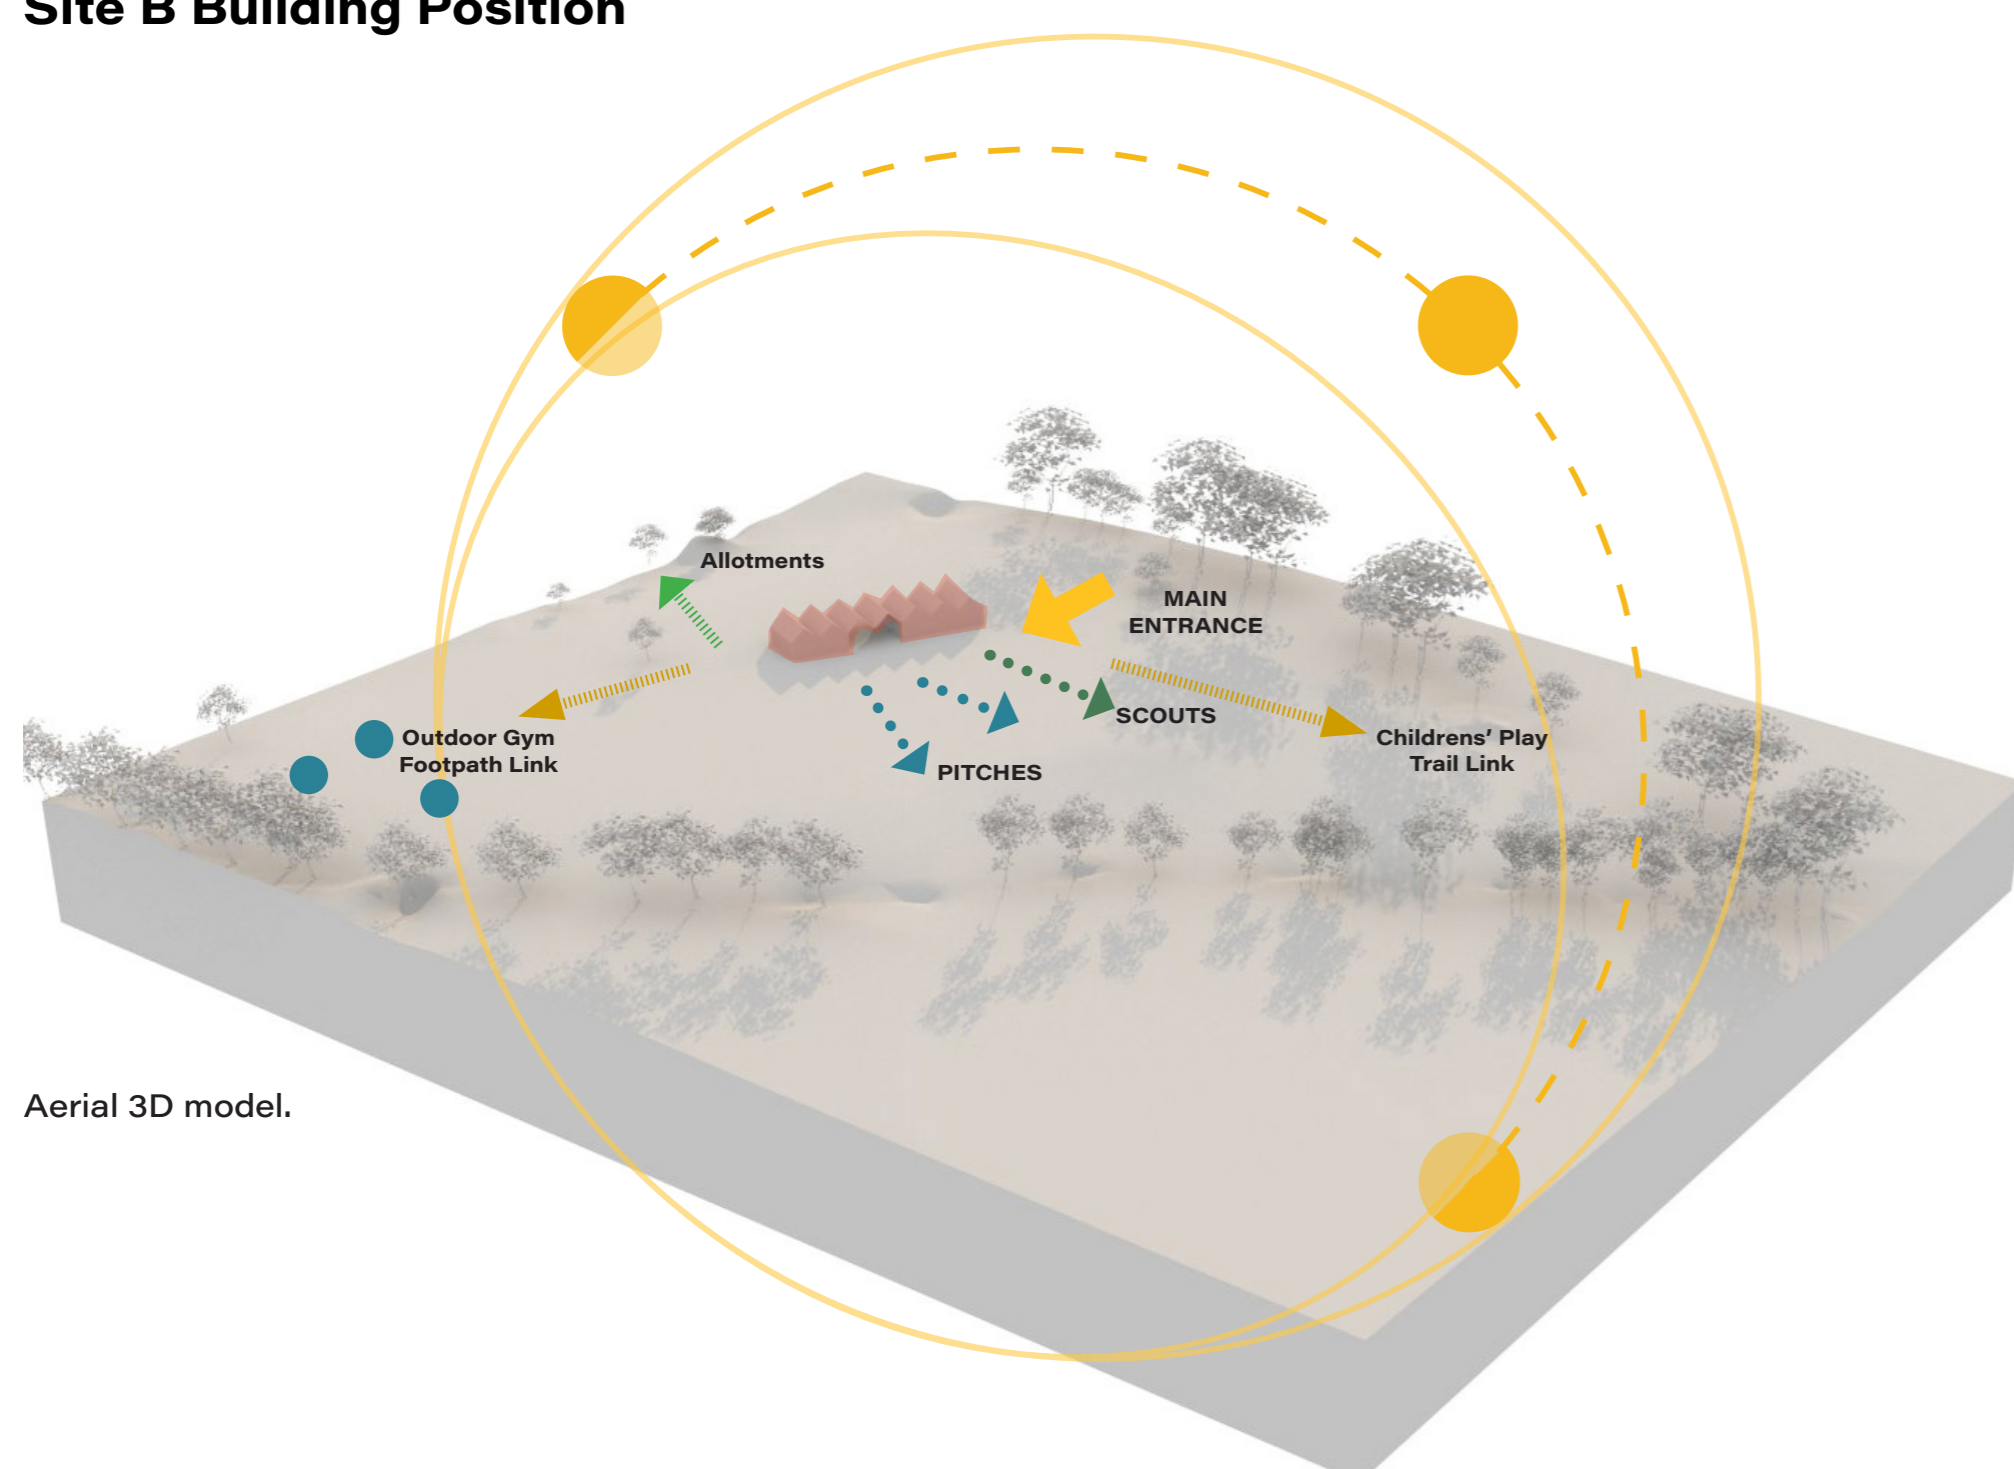 Site B Building Position
Allotments
MAIN
ENTRANCE
SCOUTS
Outdoor Gym
Footpath Link
Childrens’ Play
Trail Link
PITCHES
Aerial 3D model.